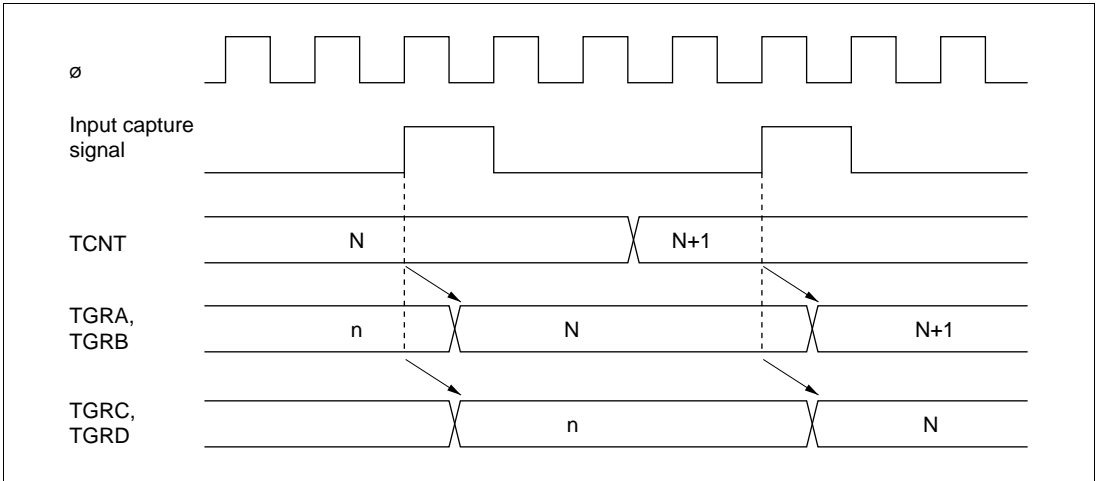 ø
Input capture
signal
TCNT
N
N+1
TGRA,
TGRB
n
N
N+1
TGRC,
TGRD
n
N